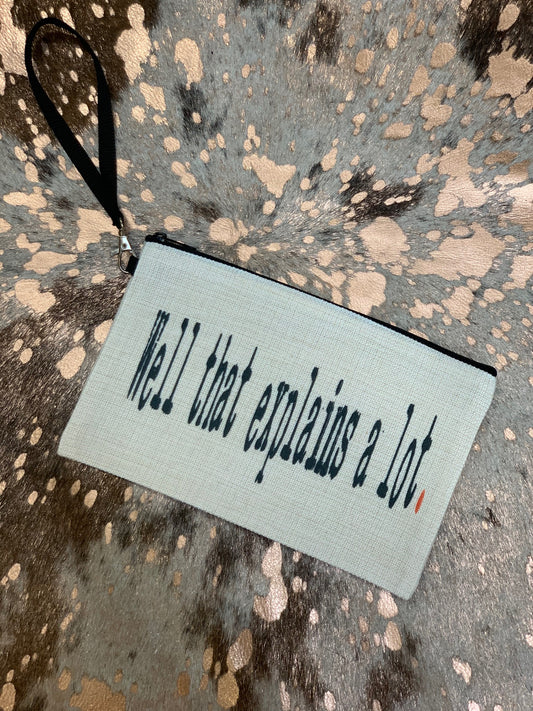 Well that explains a lot.